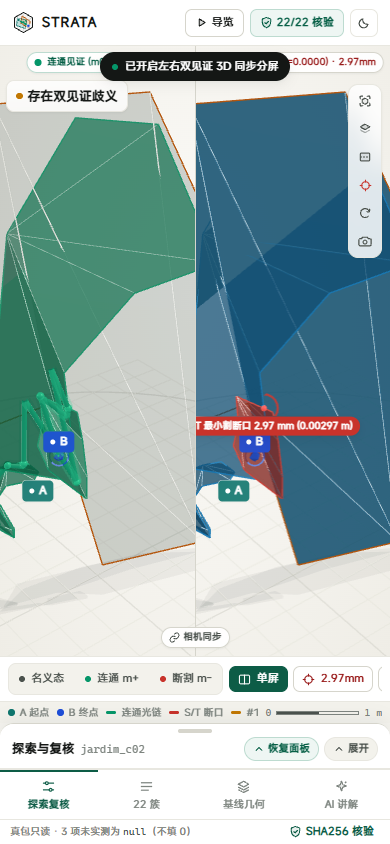 STRATA
导览
22/22 核验
连通见证 (m
已开启左右双见证 3D 同步分屏
=0.0000) · 2.97mm
存在双见证歧义
T 最小割断口 2.97 mm (0.00297 m)
B
B
A
A
相机同步
名义态
连通 m+
断割 m−
单屏
2.97mm
A 起点
B 终点
连通光链
S/T 断口
#1
0
1 m
探索与复核
jardim_c02
恢复面板
展开
探索复核
22 族
基线几何
AI 讲解
真包只读 · 3 项未实测为 null（不填 0）
SHA256 核验